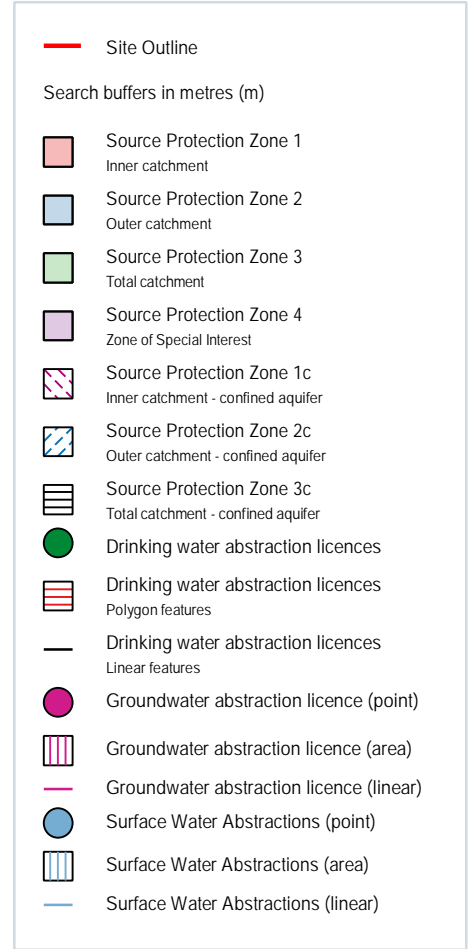 Site Outline
Search buffers in metres (m)
Source Protection Zone 1
Inner catchment
Source Protection Zone 2
Outer catchment
Source Protection Zone 3
Total catchment
Source Protection Zone 4
Zone of Special Interest
Source Protection Zone 1c
Inner catchment - confined aquifer
Source Protection Zone 2c
Outer catchment - confined aquifer
Source Protection Zone 3c
Total catchment - confined aquifer
Drinking water abstraction licences
Drinking water abstraction licences
Polygon features
Drinking water abstraction licences
Linear features
Groundwater abstraction licence (point)
Groundwater abstraction licence (area)
Groundwater abstraction licence (linear)
Surface Water Abstractions (point)
Surface Water Abstractions (area)
Surface Water Abstractions (linear)